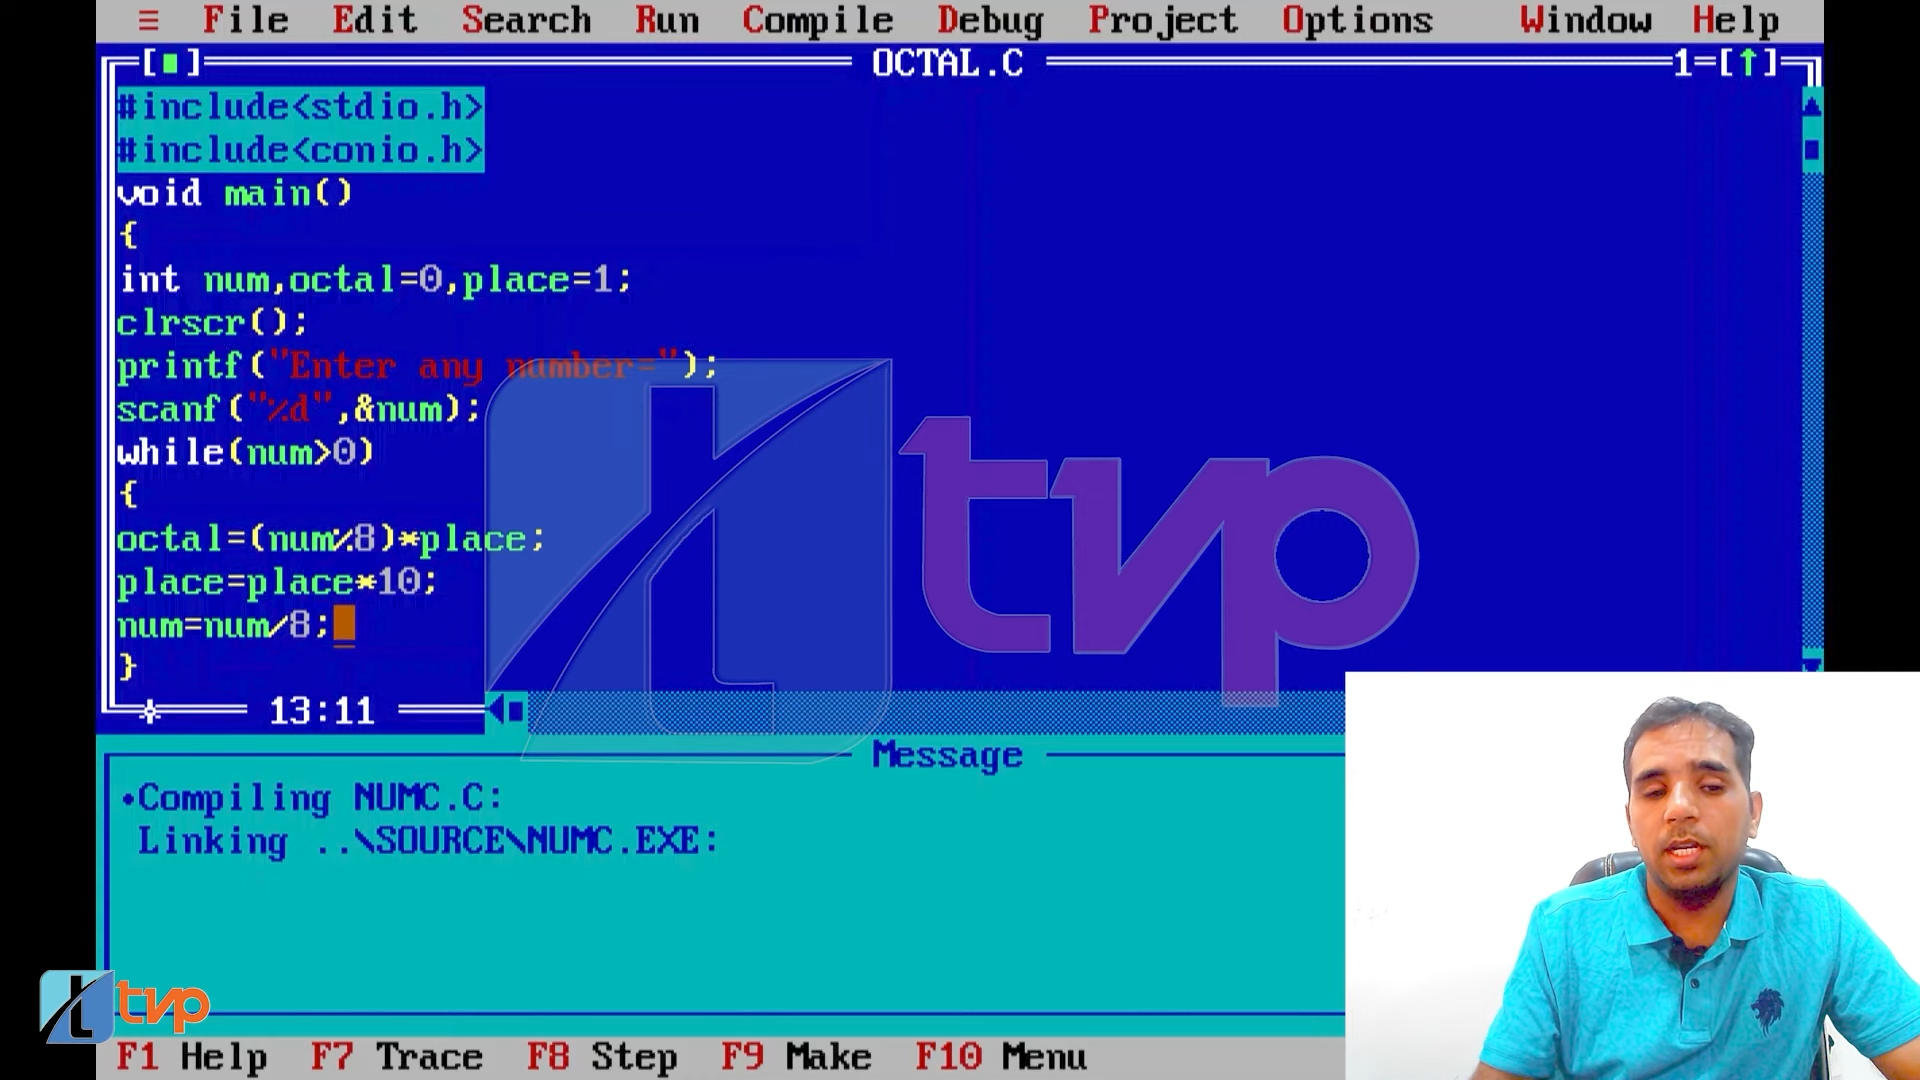 ≡ File Edit Search Run Compile Debug Project Options Window Help
[■] OCTAL.C 1=[↑]
#include<stdio.h>
#include<conio.h>
void main()
{
int num,octal=0,place=1;
clrscr();
printf("Enter any number=");
scanf("%d",&num);
while(num>0)
{
octal=(num%8)*place;
place=place*10;
num=num/8;
}
13:11
tvp
Message
•Compiling NUMC.C:
Linking ..\SOURCE\NUMC.EXE:
tvp
F1 Help F7 Trace F8 Step F9 Make F10 Menu